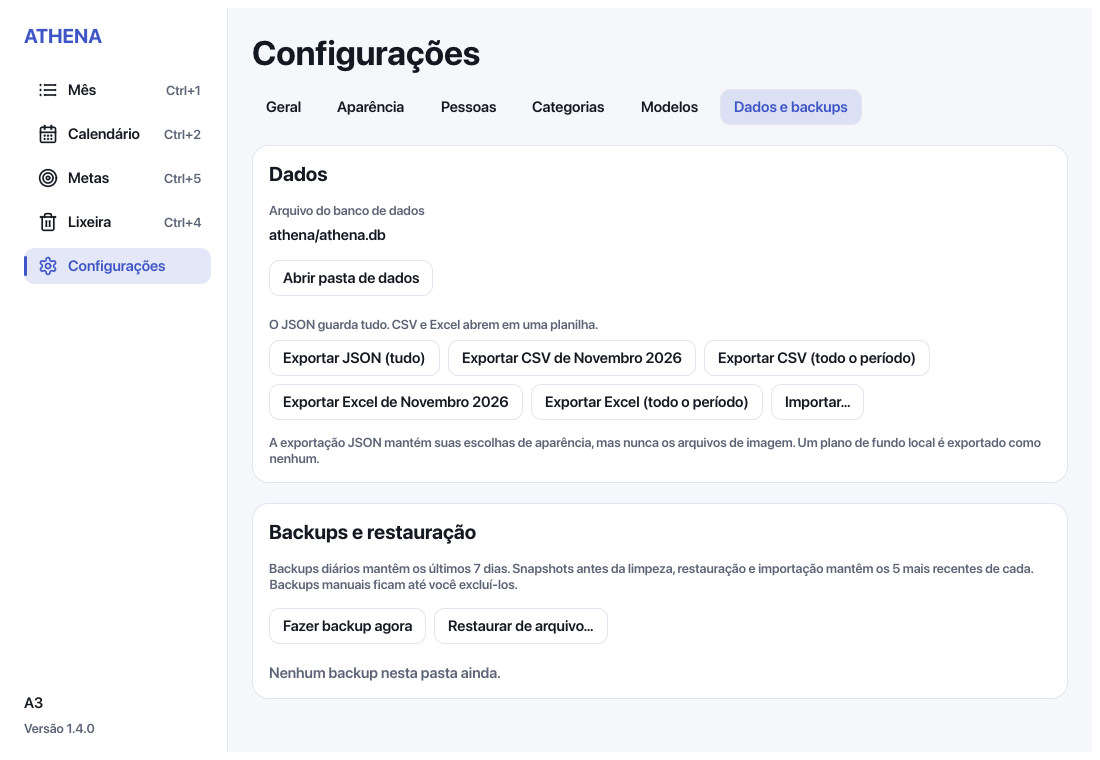 ATHENA
Mês Ctrl+1
Calendário Ctrl+2
Metas Ctrl+5
Lixeira Ctrl+4
Configurações
A3
Versão 1.4.0
Configurações
Geral Aparência Pessoas Categorias Modelos Dados e backups
Dados
Arquivo do banco de dados
athena/athena.db
Abrir pasta de dados
O JSON guarda tudo. CSV e Excel abrem em uma planilha.
Exportar JSON (tudo) Exportar CSV de Novembro 2026 Exportar CSV (todo o período)
Exportar Excel de Novembro 2026 Exportar Excel (todo o período) Importar...
A exportação JSON mantém suas escolhas de aparência, mas nunca os arquivos de imagem. Um plano de fundo local é exportado como
nenhum.
Backups e restauração
Backups diários mantêm os últimos 7 dias. Snapshots antes da limpeza, restauração e importação mantêm os 5 mais recentes de cada.
Backups manuais ficam até você excluí-los.
Fazer backup agora Restaurar de arquivo...
Nenhum backup nesta pasta ainda.